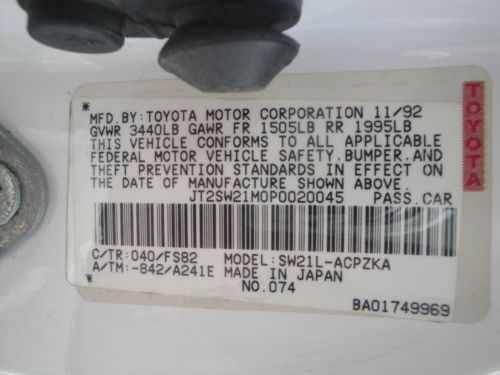 *
MFD.BY:TOYOTA MOTOR CORPORATION 11/92
GVWR 3440LB GAWR FR 1505LB RR 1995LB
THIS VEHICLE CONFORMS TO ALL APPLICABLE
FEDERAL MOTOR VEHICLE SAFETY.BUMPER.AND
THEFT PREVENTION STANDARDS IN EFFECT ON
THE DATE OF MANUFACTURE SHOWN ABOVE.
* JT2SW21M0P0020045 PASS.CAR
C/TR:040/FS82 MODEL:SW21L-ACPZKA
A/TM:-842/A241E MADE IN JAPAN
NO.074
BA01749969
TOYOTA